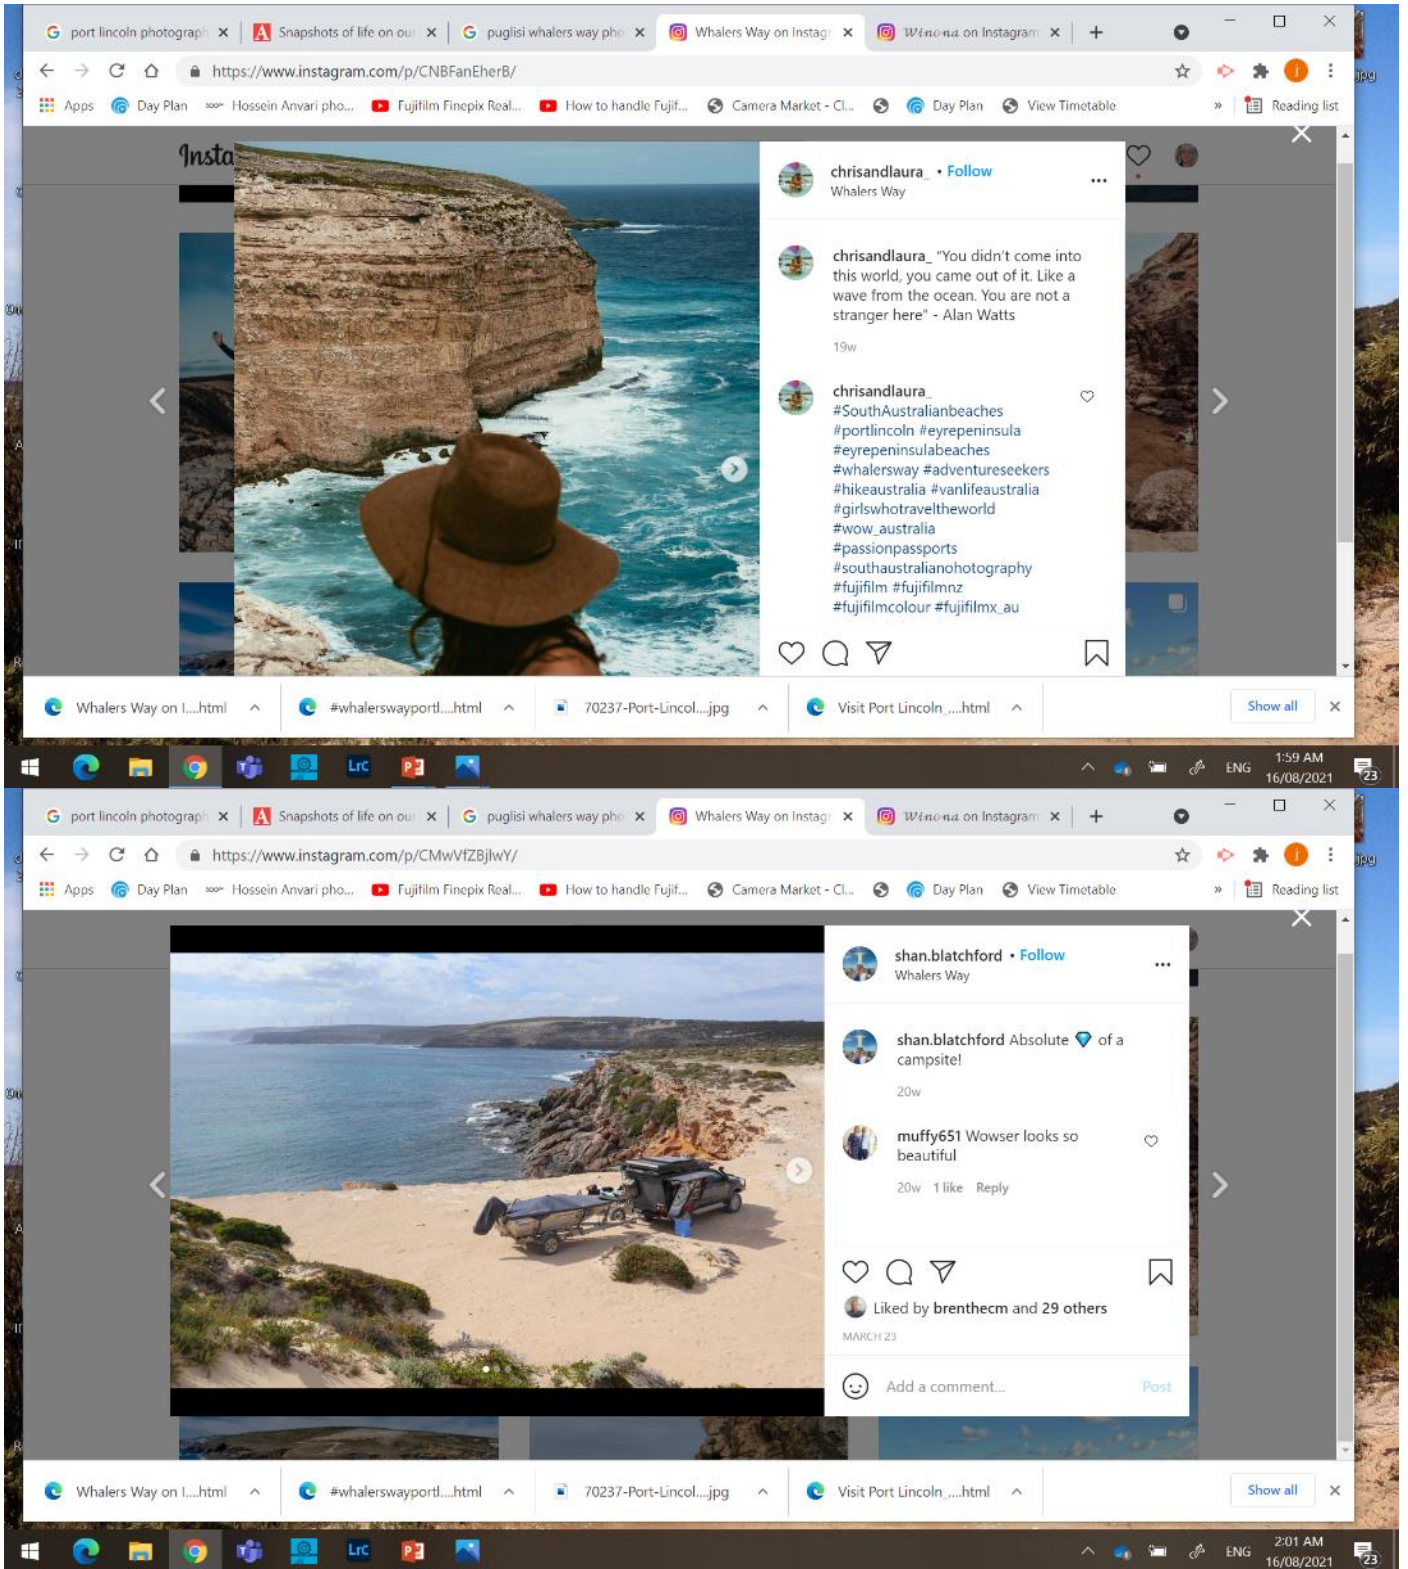 port lincoln photograph
Snapshots of life on ou
puglisi whalers way pho
Whalers Way on Instagr
Winona on Instagram
https://www.instagram.com/p/CNBFanEherB/
Apps
Day Plan
Hossein Anvari pho...
Fujifilm Finepix Real...
How to handle Fujif...
Camera Market - Cl...
Day Plan
View Timetable
»
Reading list
Insta
chrisandlaura_ • Follow
Whalers Way
chrisandlaura_ “You didn’t come into
this world, you came out of it. Like a
wave from the ocean. You are not a
stranger here” - Alan Watts
19w
chrisandlaura_
#SouthAustralianbeaches
#portlincoln #eyrepeninsula
#eyrepeninsulabeaches
#whalersway #adventureseekers
#hikeaustralia #vanlifeaustralia
#girlswhotraveltheworld
#wow_australia
#passionpassports
#southaustralianohotography
#fujifilm #fujifilmnz
#fujifilmcolour #fujifilmx_au
Whalers Way on I....html
#whalerswayportl....html
70237-Port-Lincol....jpg
Visit Port Lincoln_....html
Show all
LrC
ENG
1:59 AM
16/08/2021
23
port lincoln photograph
Snapshots of life on ou
puglisi whalers way pho
Whalers Way on Instagr
Winona on Instagram
https://www.instagram.com/p/CMwVfZBjlwY/
Apps
Day Plan
Hossein Anvari pho...
Fujifilm Finepix Real...
How to handle Fujif...
Camera Market - Cl...
Day Plan
View Timetable
»
Reading list
shan.blatchford • Follow
Whalers Way
shan.blatchford Absolute 💎 of a
campsite!
20w
muffy651 Wowser looks so
beautiful
20w 1 like Reply
Liked by brenthecm and 29 others
MARCH 23
Add a comment...
Post
Whalers Way on I....html
#whalerswayportl....html
70237-Port-Lincol....jpg
Visit Port Lincoln_....html
Show all
LrC
ENG
2:01 AM
16/08/2021
23